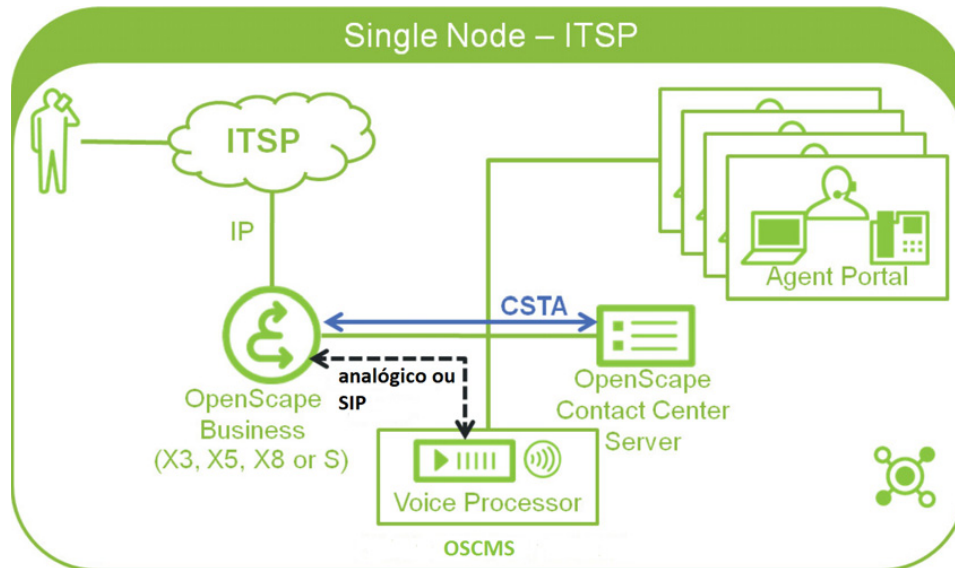 Single Node – ITSP
ITSP
IP
Agent Portal
CSTA
analógico ou
SIP
OpenScape
Business
(X3, X5, X8 or S)
OpenScape
Contact Center
Server
Voice Processor
OSCMS